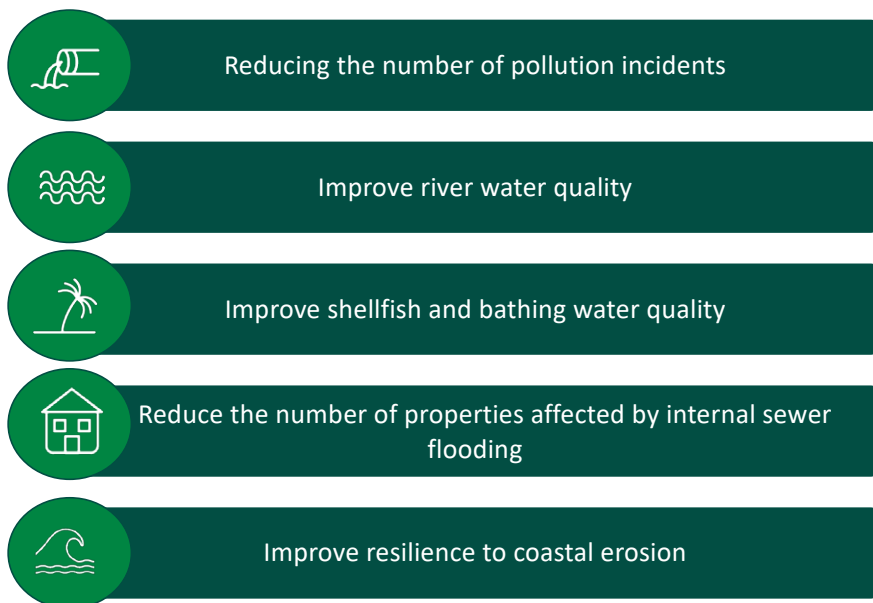 Reducing the number of pollution incidents
Improve river water quality
Improve shellfish and bathing water quality
Reduce the number of properties affected by internal sewer
flooding
Improve resilience to coastal erosion